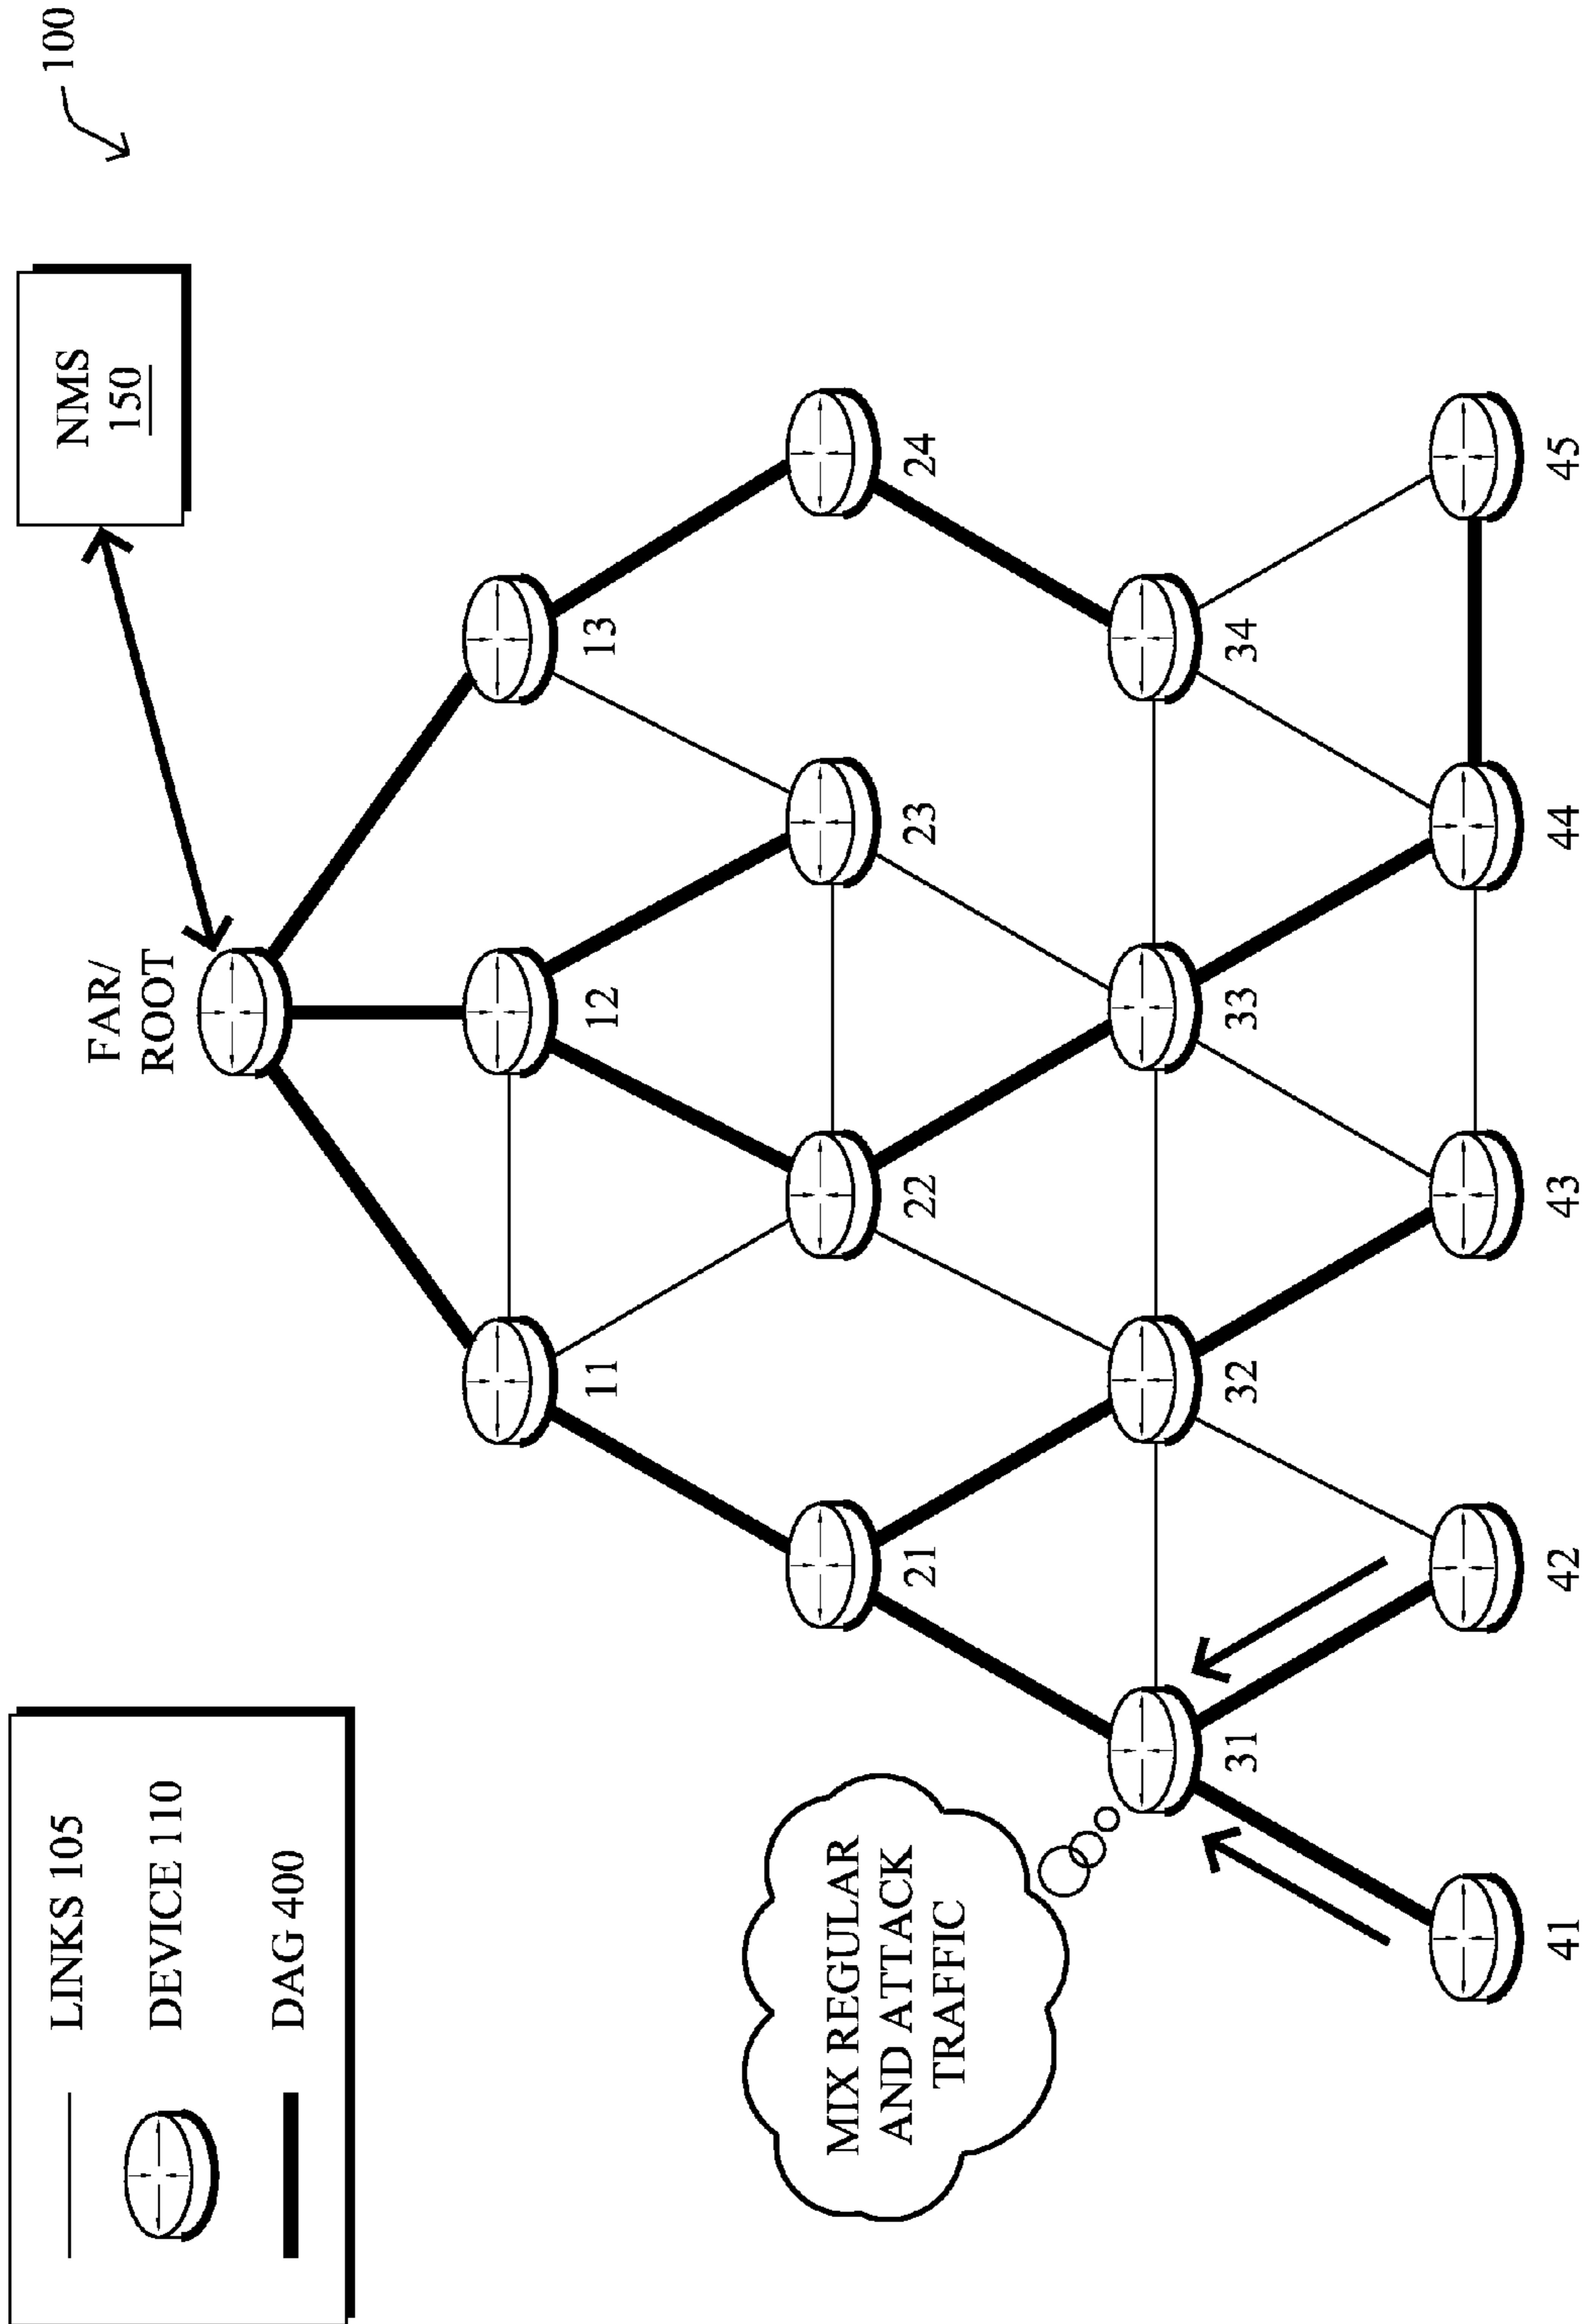 LINKS 105
DEVICE 110
DAG 400
100
NMS
150
FAR/
ROOT
11
12
13
21
22
23
24
MIX REGULAR
AND ATTACK
TRAFFIC
31
32
33
34
41
42
43
44
45